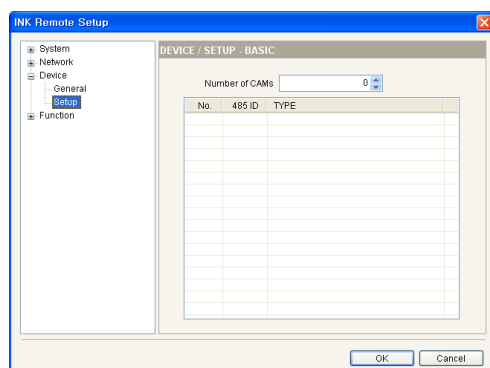 INK Remote Setup
System
Network
Device
General
Setup
Function
DEVICE / SETUP - BASIC
Number of CAMs 0
No. 485 ID TYPE
OK Cancel